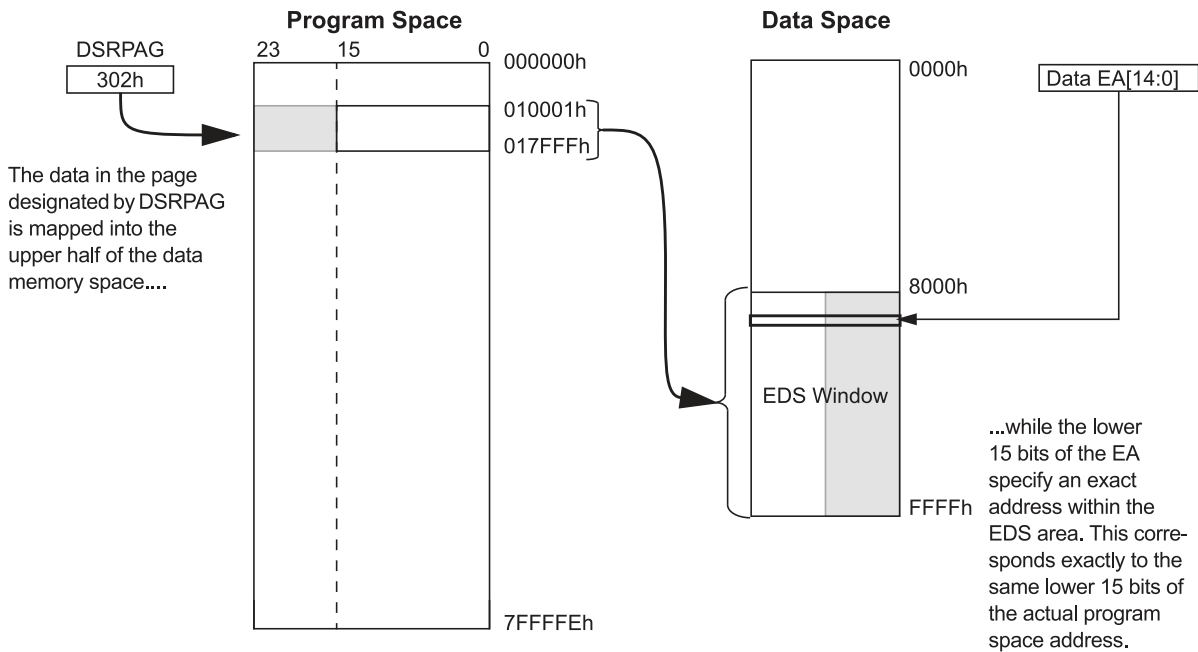 Program Space
Data Space
DSRPAG
302h
23
15
0
000000h
010001h
017FFFh
7FFFFEh
The data in the page
designated by DSRPAG
is mapped into the
upper half of the data
memory space....
0000h
Data EA[14:0]
8000h
EDS Window
FFFFh
...while the lower
15 bits of the EA
specify an exact
address within the
EDS area. This corre-
sponds exactly to the
same lower 15 bits of
the actual program
space address.